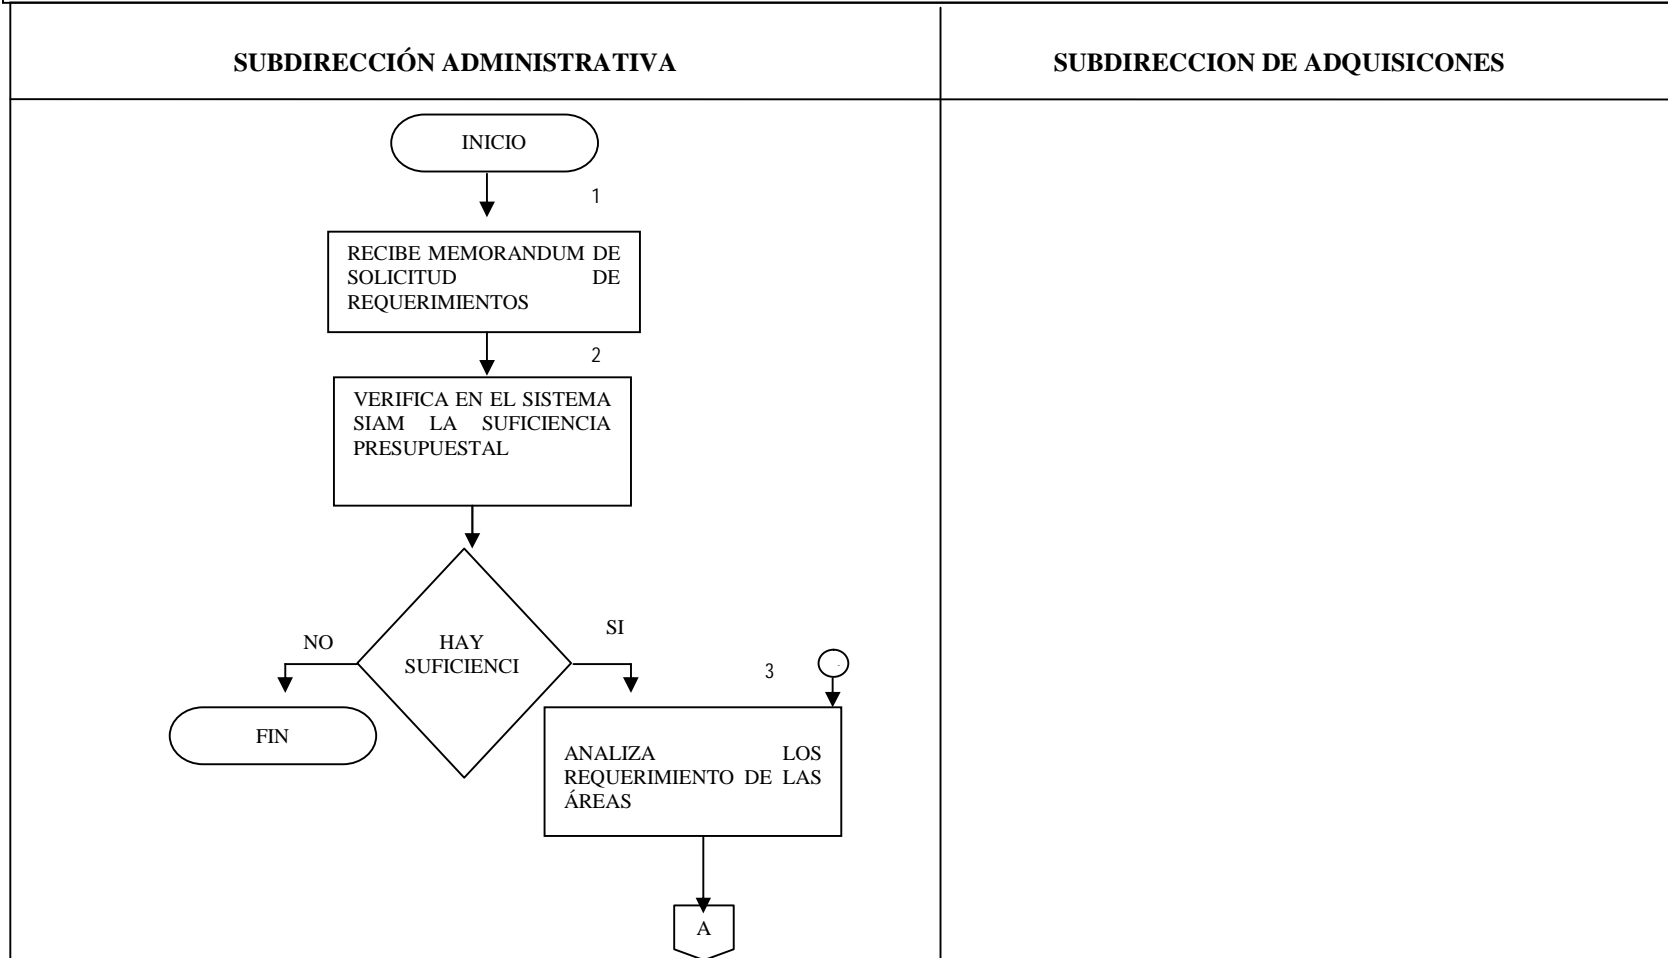 SUBDIRECCIÓN ADMINISTRATIVA
SUBDIRECCION DE ADQUISICONES
INICIO
1
RECIBE MEMORANDUM DE
SOLICITUD DE
REQUERIMIENTOS
2
VERIFICA EN EL SISTEMA
SIAM LA SUFICIENCIA
PRESUPUESTAL
NO
HAY
SUFICIENCI
SI
3
FIN
ANALIZA LOS
REQUERIMIENTO DE LAS
ÁREAS
A